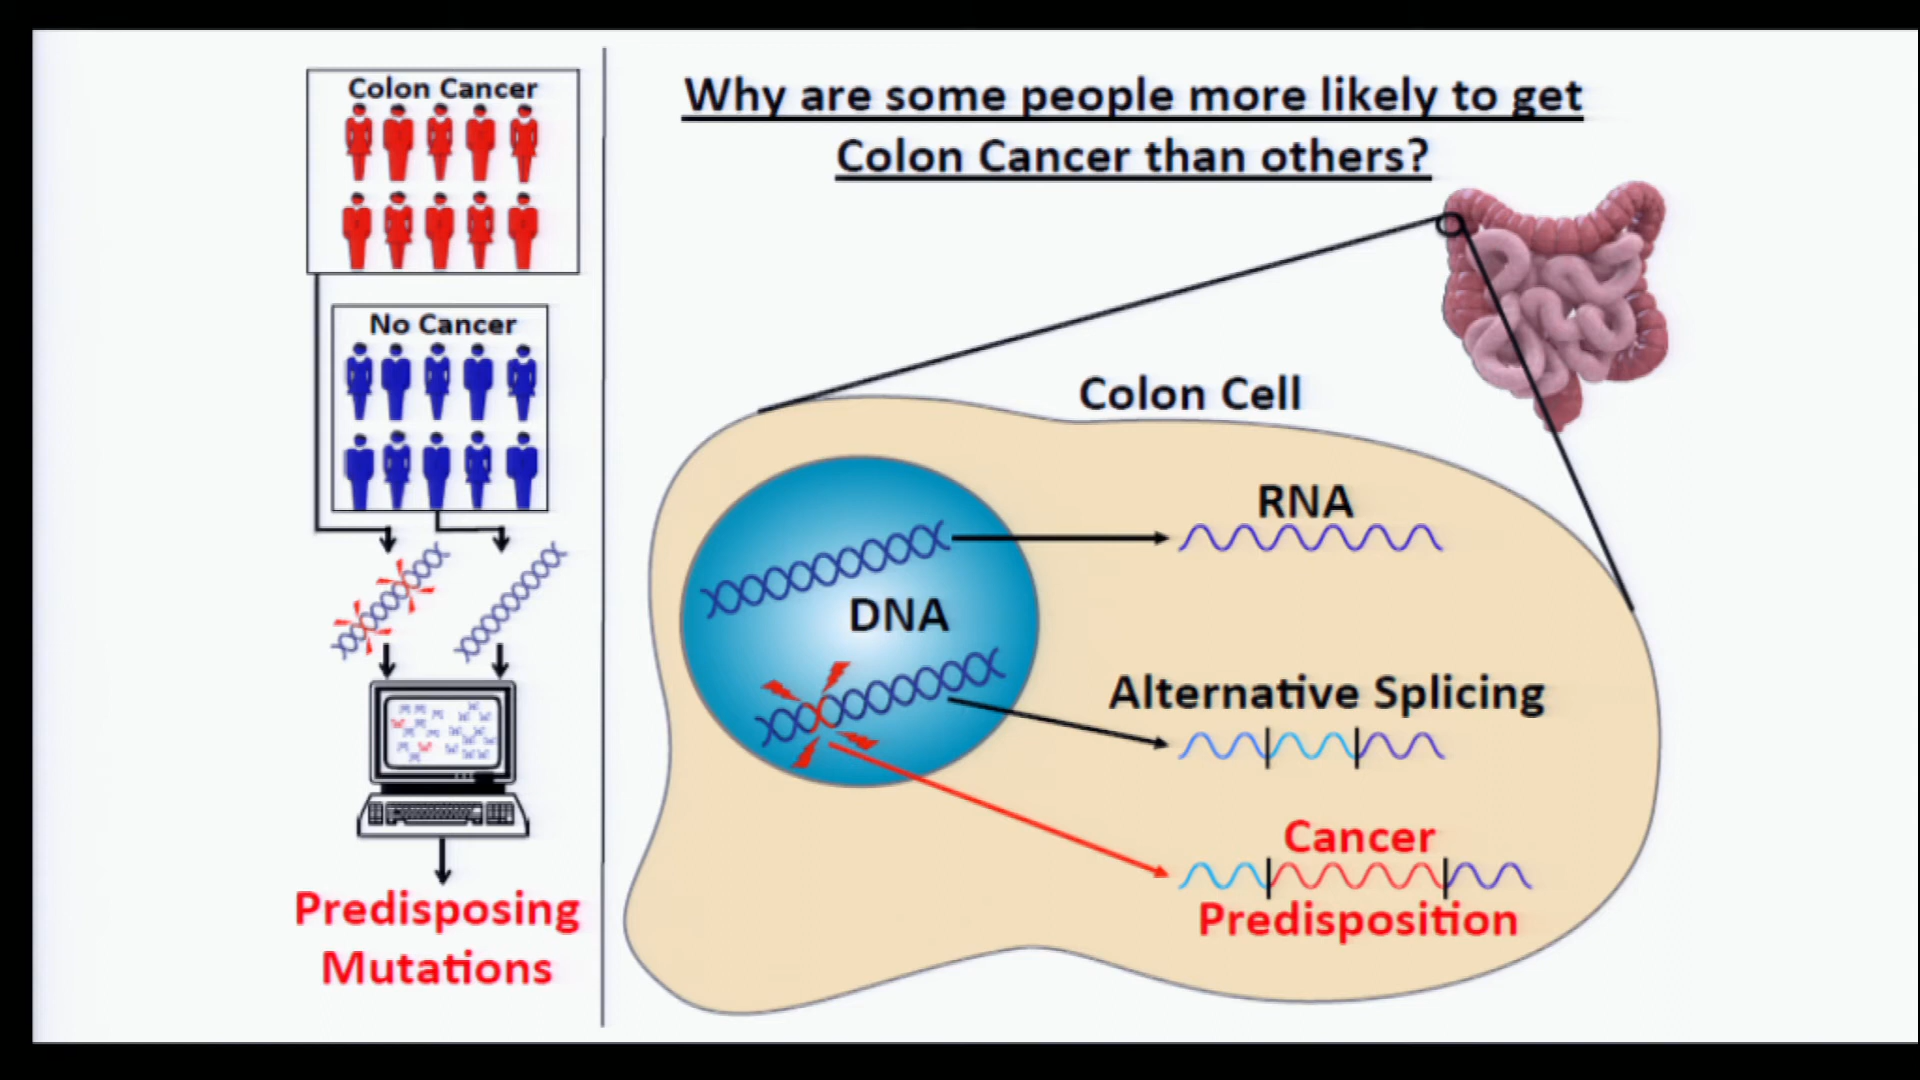 Colon Cancer
No Cancer
Predisposing
Mutations
Why are some people more likely to get
Colon Cancer than others?
Colon Cell
RNA
DNA
Alternative Splicing
Cancer
Predisposition